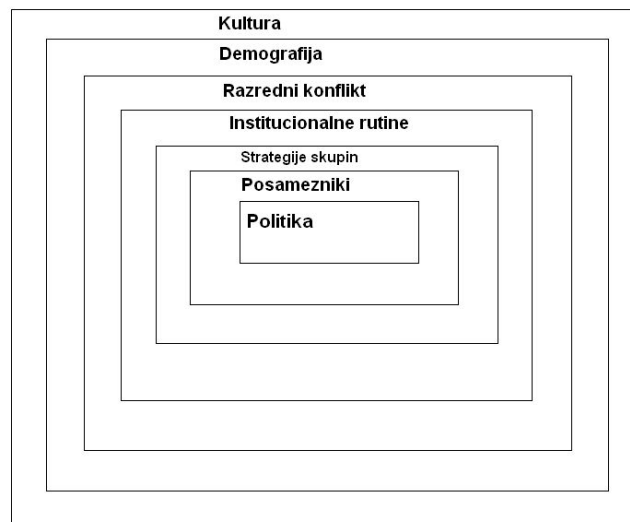 Kultura
Demografija
Razredni konflikt
Institucionalne rutine
Strategije skupin
Posamezniki
Politika